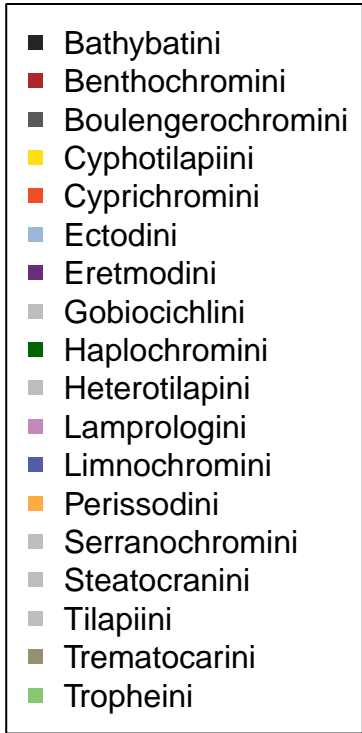 Bathybatini
Benthochromini
Boulengerochromini
Cyphotilapiini
Cyprichromini
Ectodini
Eretmodini
Gobiocichlini
Haplochromini
Heterotilapini
Lamprologini
Limnochromini
Perissodini
Serranochromini
Steatocranini
Tilapiini
Trematocarini
Tropheini